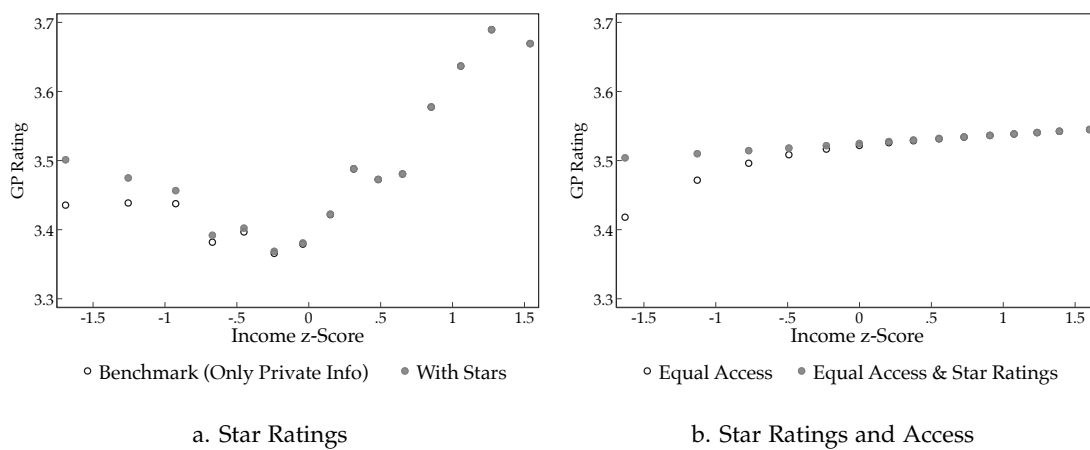 3.7
3.6
3.5
3.4
3.3
GP Rating
-1.5 -1 -.5 0 .5 1 1.5
Income z-Score
Benchmark (Only Private Info) With Stars
a. Star Ratings
3.7
3.6
3.5
3.4
3.3
GP Rating
-1.5 -1 -.5 0 .5 1 1.5
Income z-Score
Equal Access Equal Access & Star Ratings
b. Star Ratings and Access